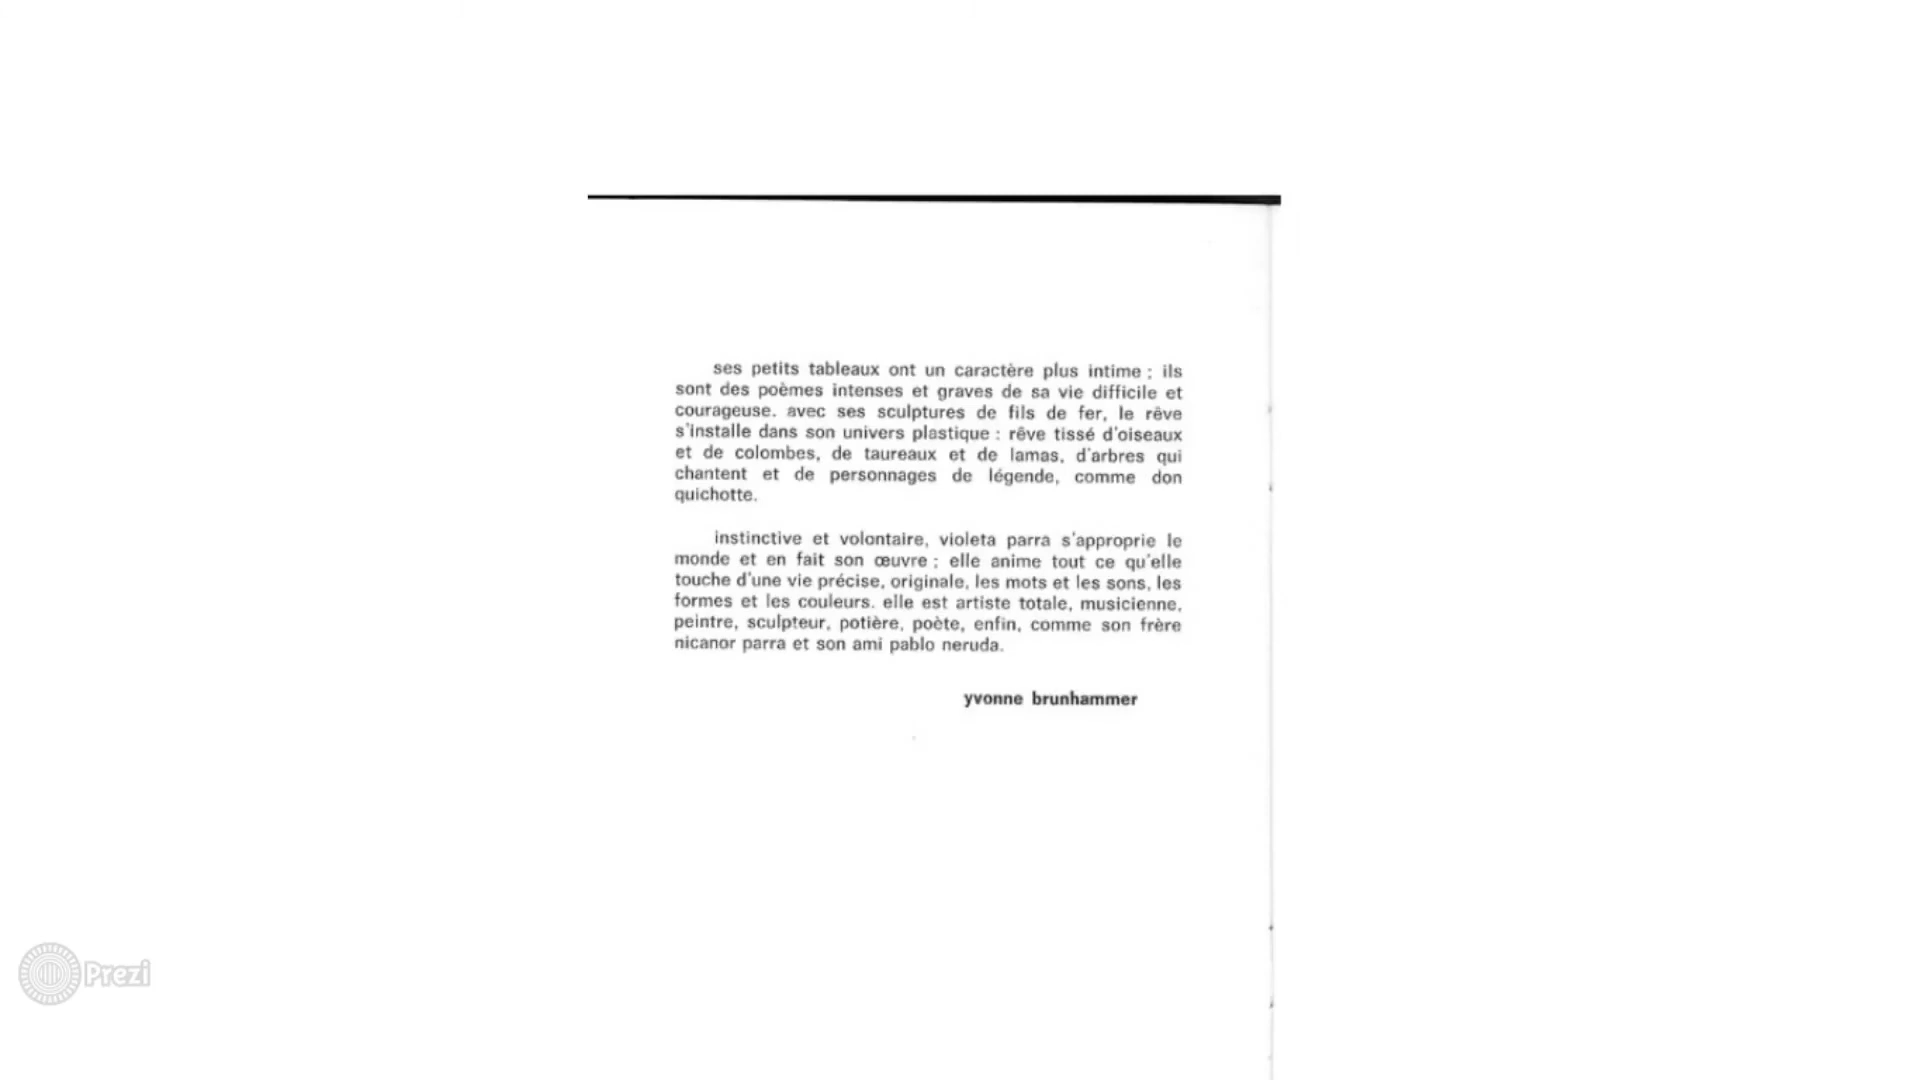 ses petits tableaux ont un caractère plus intime ; ils
sont des poèmes intenses et graves de sa vie difficile et
courageuse. avec ses sculptures de fils de fer, le rêve
s'installe dans son univers plastique : rêve tissé d'oiseaux
et de colombes, de taureaux et de lamas, d'arbres qui
chantent et de personnages de légende, comme don
quichotte.
instinctive et volontaire, violeta parra s'approprie le
monde et en fait son œuvre ; elle anime tout ce qu'elle
touche d'une vie précise, originale, les mots et les sons, les
formes et les couleurs. elle est artiste totale, musicienne,
peintre, sculpteur, potière, poète, enfin, comme son frère
nicanor parra et son ami pablo neruda.
yvonne brunhammer
Prezi